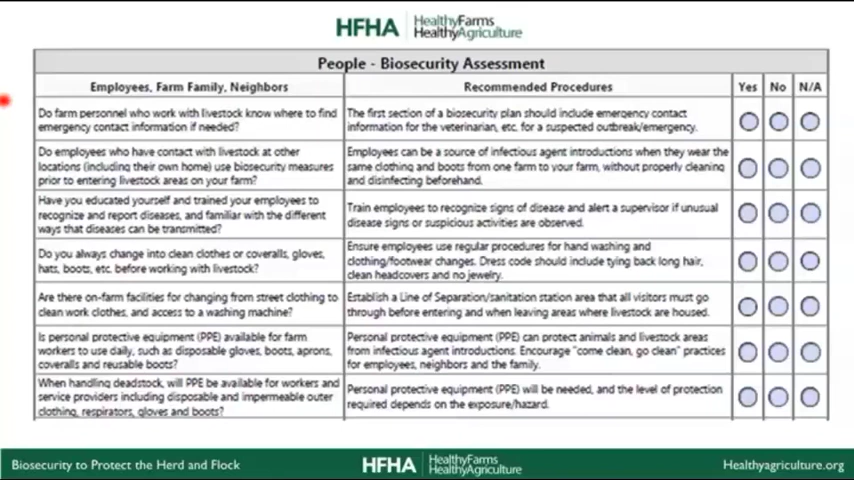 HFHA HealthyFarms
HealthyAgriculture
People - Biosecurity Assessment
Employees, Farm Family, Neighbors
Recommended Procedures
Yes
No
N/A
Do farm personnel who work with livestock know where to find
emergency contact information if needed?
The first section of a biosecurity plan should include emergency contact
information for the veterinarian, etc. for a suspected outbreak/emergency.
Do employees who have contact with livestock at other
locations (including their own home) use biosecurity measures
prior to entering livestock areas on your farm?
Employees can be a source of infectious agent introductions when they wear the
same clothing and boots from one farm to your farm, without properly cleaning
and disinfecting beforehand.
Have you educated yourself and trained your employees to
recognize and report diseases, and familiar with the different
ways that diseases can be transmitted?
Train employees to recognize signs of disease and alert a supervisor if unusual
disease signs or suspicious activities are observed.
Do you always change into clean clothes or coveralls, gloves,
hats, boots, etc. before working with livestock?
Ensure employees use regular procedures for hand washing and
clothing/footwear changes. Dress code should include tying back long hair,
clean headcovers and no jewelry.
Are there on-farm facilities for changing from street clothing to
clean work clothes, and access to a washing machine?
Establish a Line of Separation/sanitation station area that all visitors must go
through before entering and when leaving areas where livestock are housed.
Is personal protective equipment (PPE) available for farm
workers to use daily, such as disposable gloves, boots, aprons,
coveralls and reusable boots?
Personal protective equipment (PPE) can protect animals and livestock areas
from infectious agent introductions. Encourage "come clean, go clean" practices
for employees, neighbors and the family.
When handling deadstock, will PPE be available for workers and
service providers including disposable and impermeable outer
clothing, respirators, gloves and boots?
Personal protective equipment (PPE) will be needed, and the level of protection
required depends on the exposure/hazard.
Biosecurity to Protect the Herd and Flock
HFHA HealthyFarms
HealthyAgriculture
Healthyagriculture.org